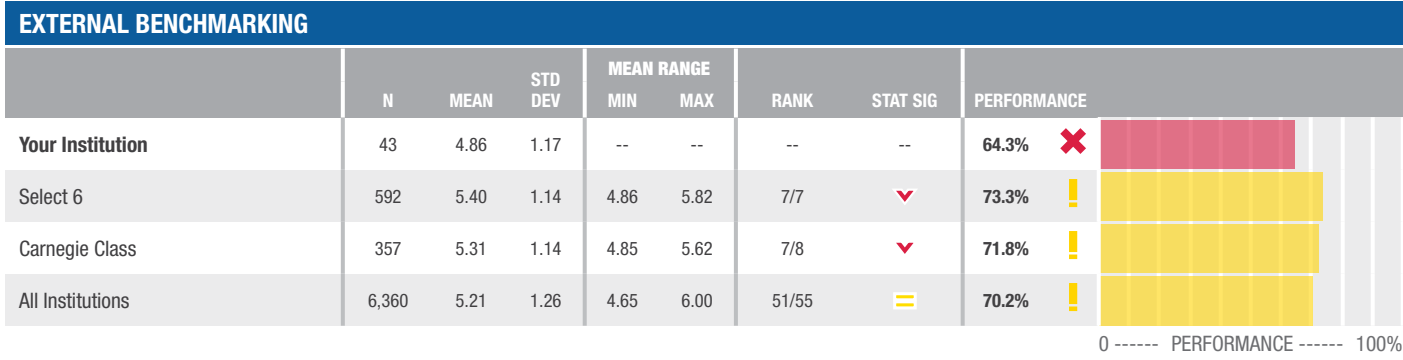 EXTERNAL BENCHMARKING
N MEAN STD DEV MEAN RANGE MIN MAX RANK STAT SIG PERFORMANCE
Your Institution 43 4.86 1.17 -- -- -- -- 64.3%
Select 6 592 5.40 1.14 4.86 5.82 7/7 73.3%
Carnegie Class 357 5.31 1.14 4.85 5.62 7/8 71.8%
All Institutions 6,360 5.21 1.26 4.65 6.00 51/55 = 70.2%
0 ------ PERFORMANCE ------ 100%